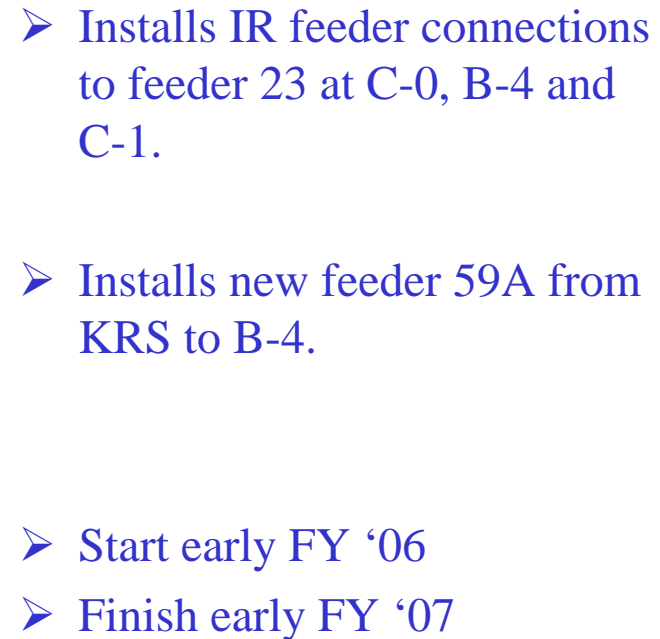 ➢ Installs IR feeder connections
to feeder 23 at C-0, B-4 and
C-1.
➢ Installs new feeder 59A from
KRS to B-4.
➢ Start early FY ‘06
➢ Finish early FY ‘07